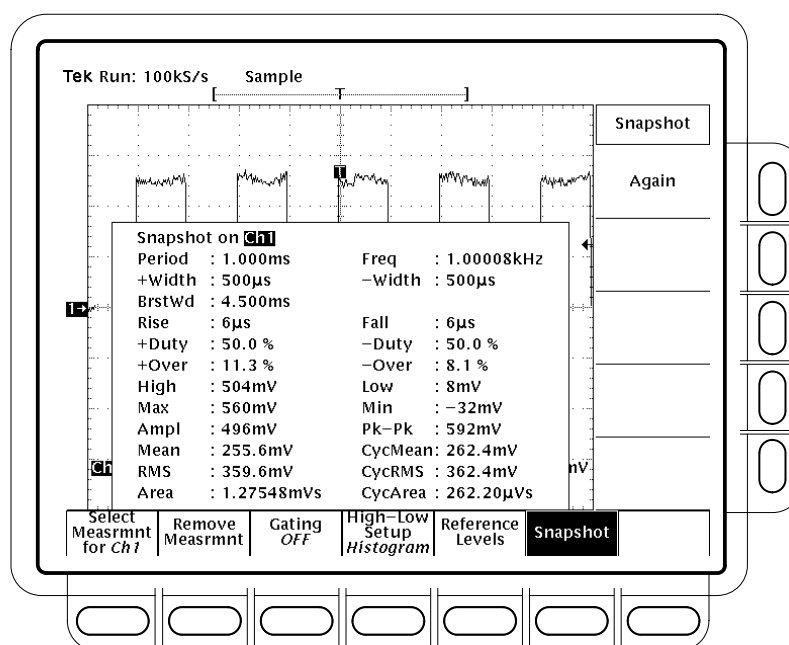 Tek Run: 100kS/s Sample
[ T ]
Snapshot
Again
T
Snapshot on Ch1
Period : 1.000ms Freq : 1.00008kHz
+Width : 500µs −Width : 500µs
BrstWd : 4.500ms
1
Rise : 6µs Fall : 6µs
+Duty : 50.0 % −Duty : 50.0 %
+Over : 11.3 % −Over : 8.1 %
High : 504mV Low : 8mV
Max : 560mV Min : −32mV
Ampl : 496mV Pk−Pk : 592mV
Mean : 255.6mV CycMean: 262.4mV
Ch RMS : 359.6mV CycRMS : 362.4mV mV
Area : 1.27548mVs CycArea : 262.20µVs
Select Measrmnt for Ch1
Remove Measrmnt
Gating OFF
High−Low Setup Histogram
Reference Levels
Snapshot